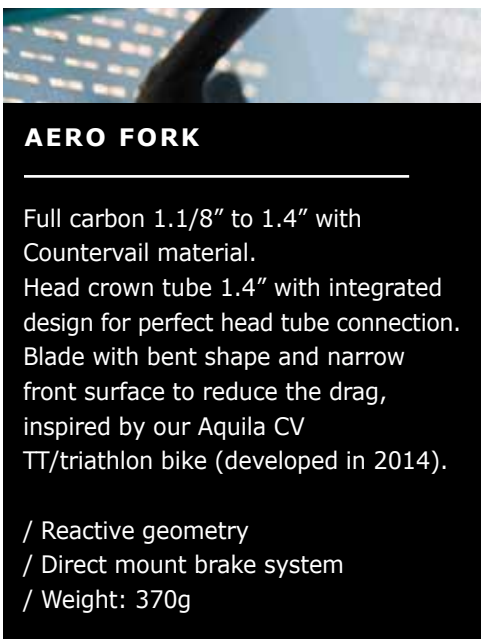 AERO FORK
Full carbon 1.1/8” to 1.4” with
Countervail material.
Head crown tube 1.4” with integrated
design for perfect head tube connection.
Blade with bent shape and narrow
front surface to reduce the drag,
inspired by our Aquila CV
TT/triathlon bike (developed in 2014).
/ Reactive geometry
/ Direct mount brake system
/ Weight: 370g